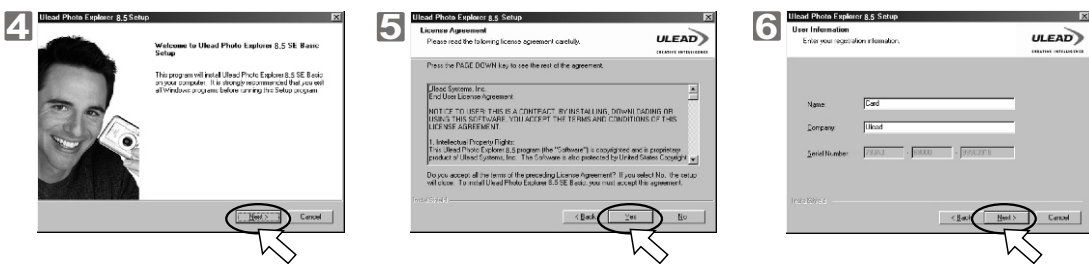 4
Ulead Photo Explorer 8.5 Setup
Welcome to Ulead Photo Explorer 8.5 SE Basic
Setup
This program will install Ulead Photo Explorer 8.5 SE Basic
on your computer. It is strongly recommended that you exit
all Windows programs before running this Setup program.
Next >
Cancel
5
Ulead Photo Explorer 8.5 Setup
License Agreement
Please read the following license agreement carefully.
ULEAD
CREATIVE INTELLIGENCE
Press the PAGE DOWN key to see the rest of the agreement.
Ulead Systems, Inc.
End User License Agreement
NOTICE TO USER: THIS IS A CONTRACT. BY INSTALLING, DOWNLOADING OR
USING THIS SOFTWARE, YOU ACCEPT THE TERMS AND CONDITIONS OF THIS
LICENSE AGREEMENT.
1. Intellectual Property Rights:
This Ulead Photo Explorer 8.5 program (the "Software") is copyrighted and is proprietary
product of Ulead Systems, Inc. The Software is also protected by United States Copyright
Do you accept all the terms of the preceding License Agreement? If you select No, the setup
will close. To install Ulead Photo Explorer 8.5 SE Basic, you must accept this agreement.
InstallShield
< Back
Yes
No
6
Ulead Photo Explorer 8.5 Setup
User Information
Enter your registration information.
ULEAD
CREATIVE INTELLIGENCE
Name:
Card
Company:
Ulead
Serial Number:
InstallShield
< Back
Next >
Cancel